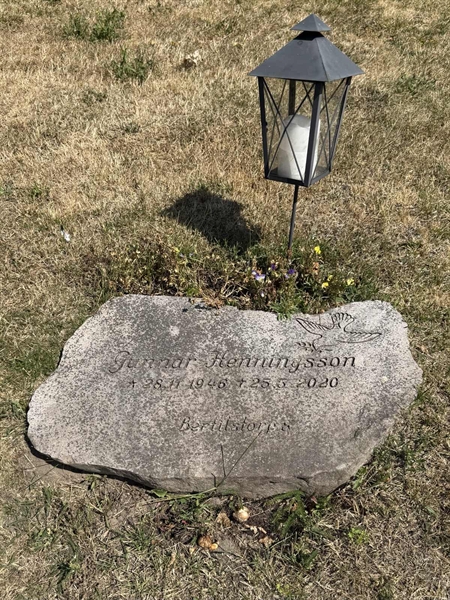 Gunnar Henningsson
* 28.11 1946 † 25.5 2020
Bertilstorp 8